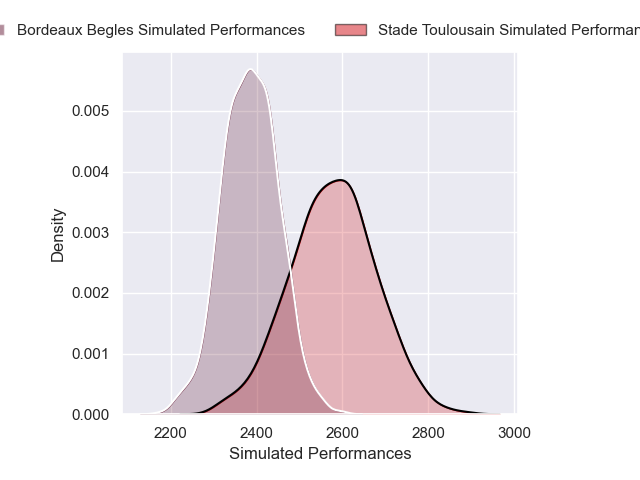 Bordeaux Begles Simulated Performances Stade Toulousain Simulated
0.005
0.004
0.003
0.002
0.001
0.000
Density
2200 2400 2600 2800 3000
Simulated Performances